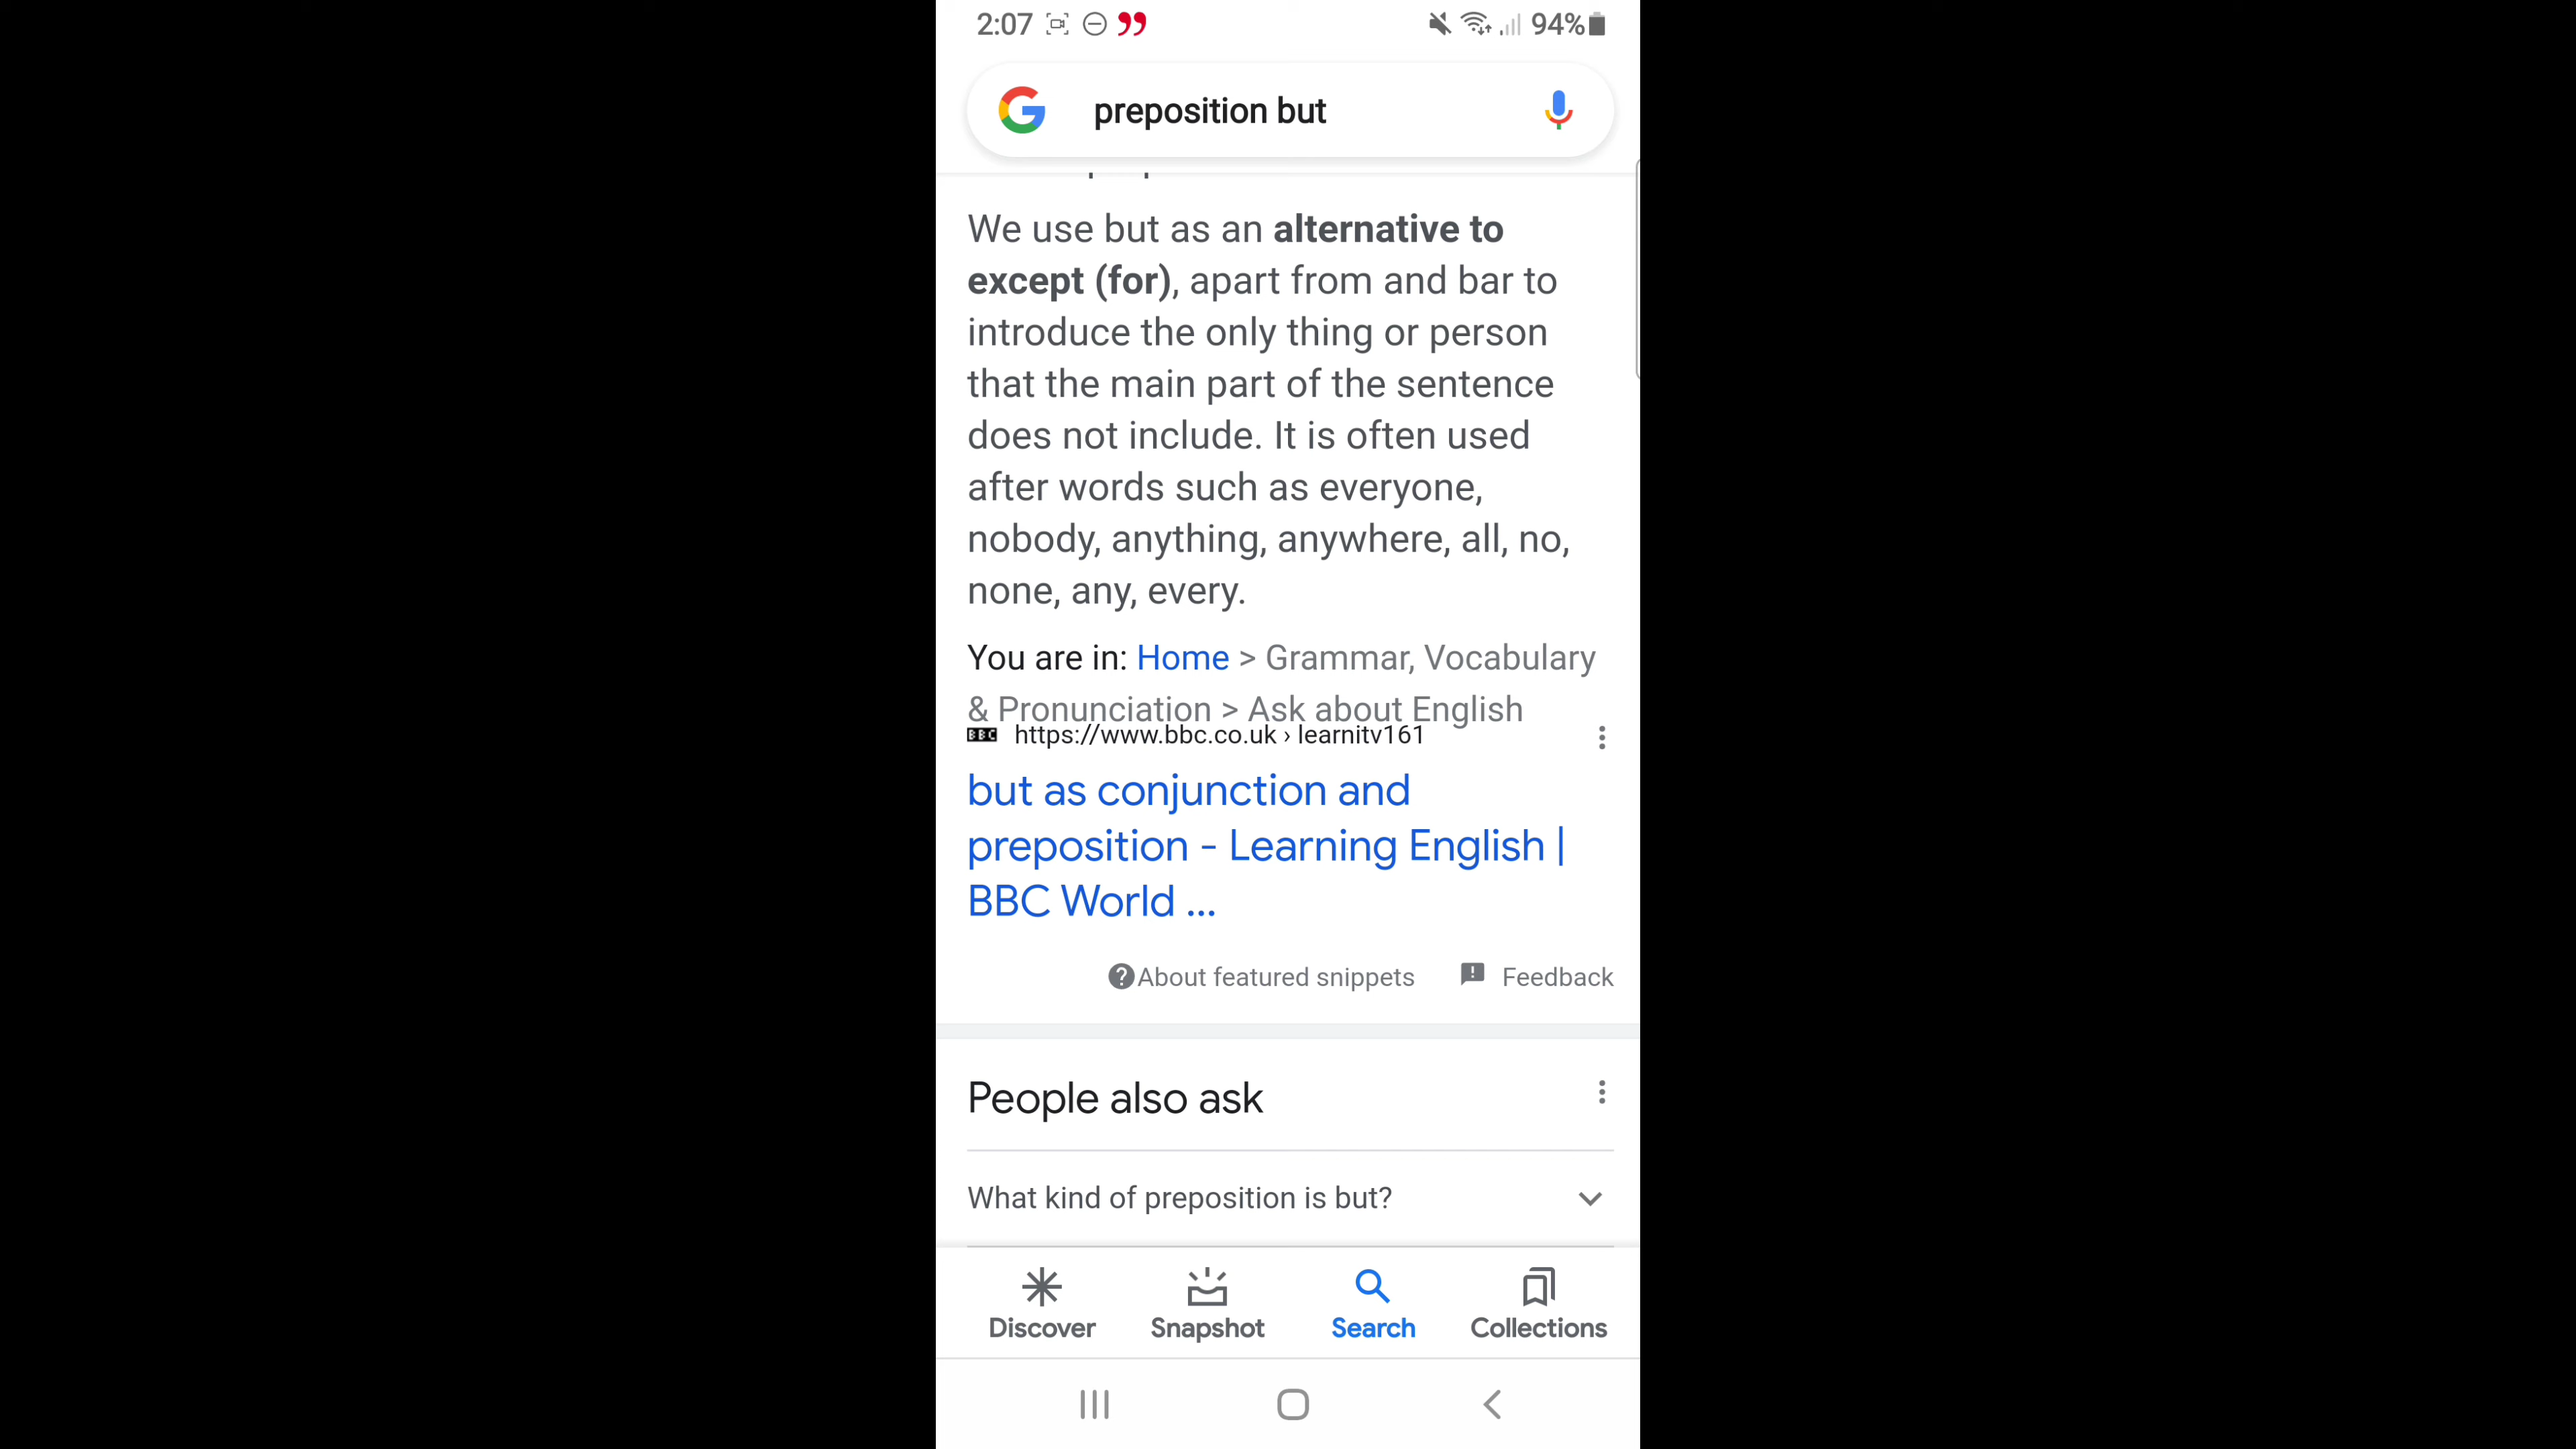 2:07 94%
preposition but
We use but as an alternative to
except (for), apart from and bar to
introduce the only thing or person
that the main part of the sentence
does not include. It is often used
after words such as everyone,
nobody, anything, anywhere, all, no,
none, any, every.
You are in: Home > Grammar, Vocabulary
& Pronunciation > Ask about English
BBC https://www.bbc.co.uk › learnitv161
but as conjunction and
preposition - Learning English |
BBC World ...
About featured snippets Feedback
People also ask
What kind of preposition is but?
Discover Snapshot Search Collections